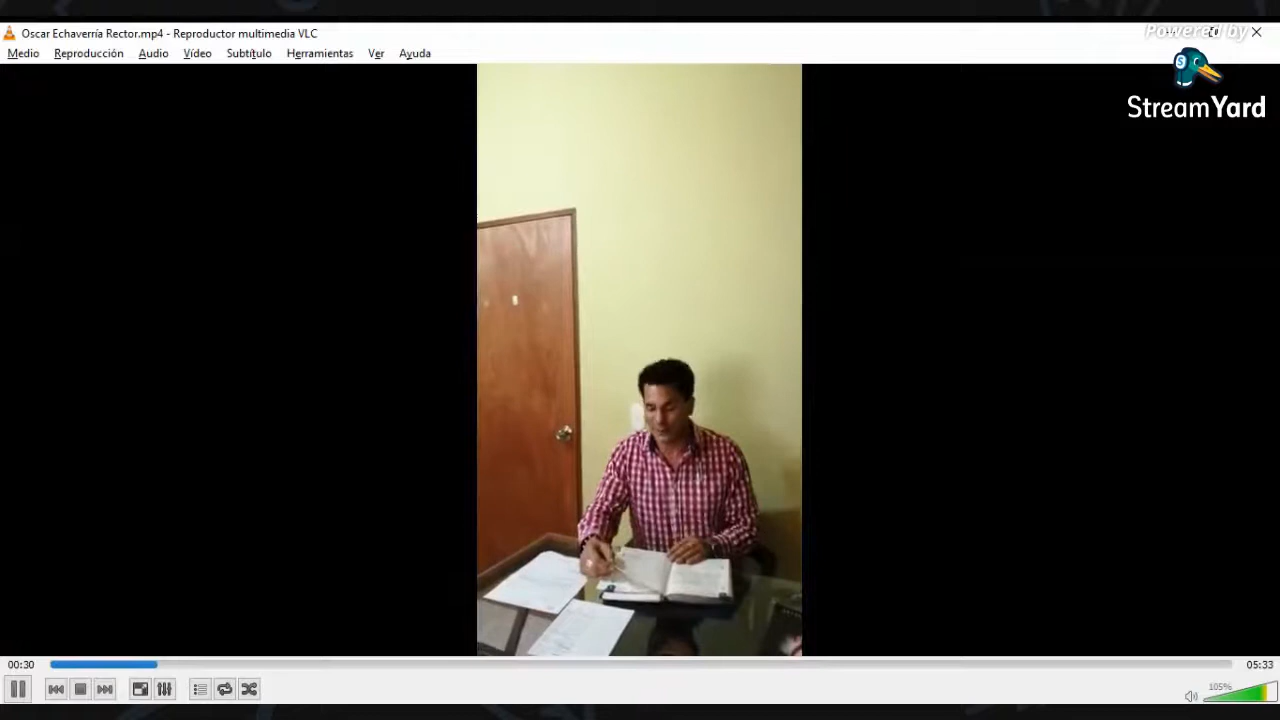 Oscar Echaverría Rector.mp4 - Reproductor multimedia VLC
Powered by
Medio Reproducción Audio Vídeo Subtítulo Herramientas Ver Ayuda
S
StreamYard
00:30
05:33
105%